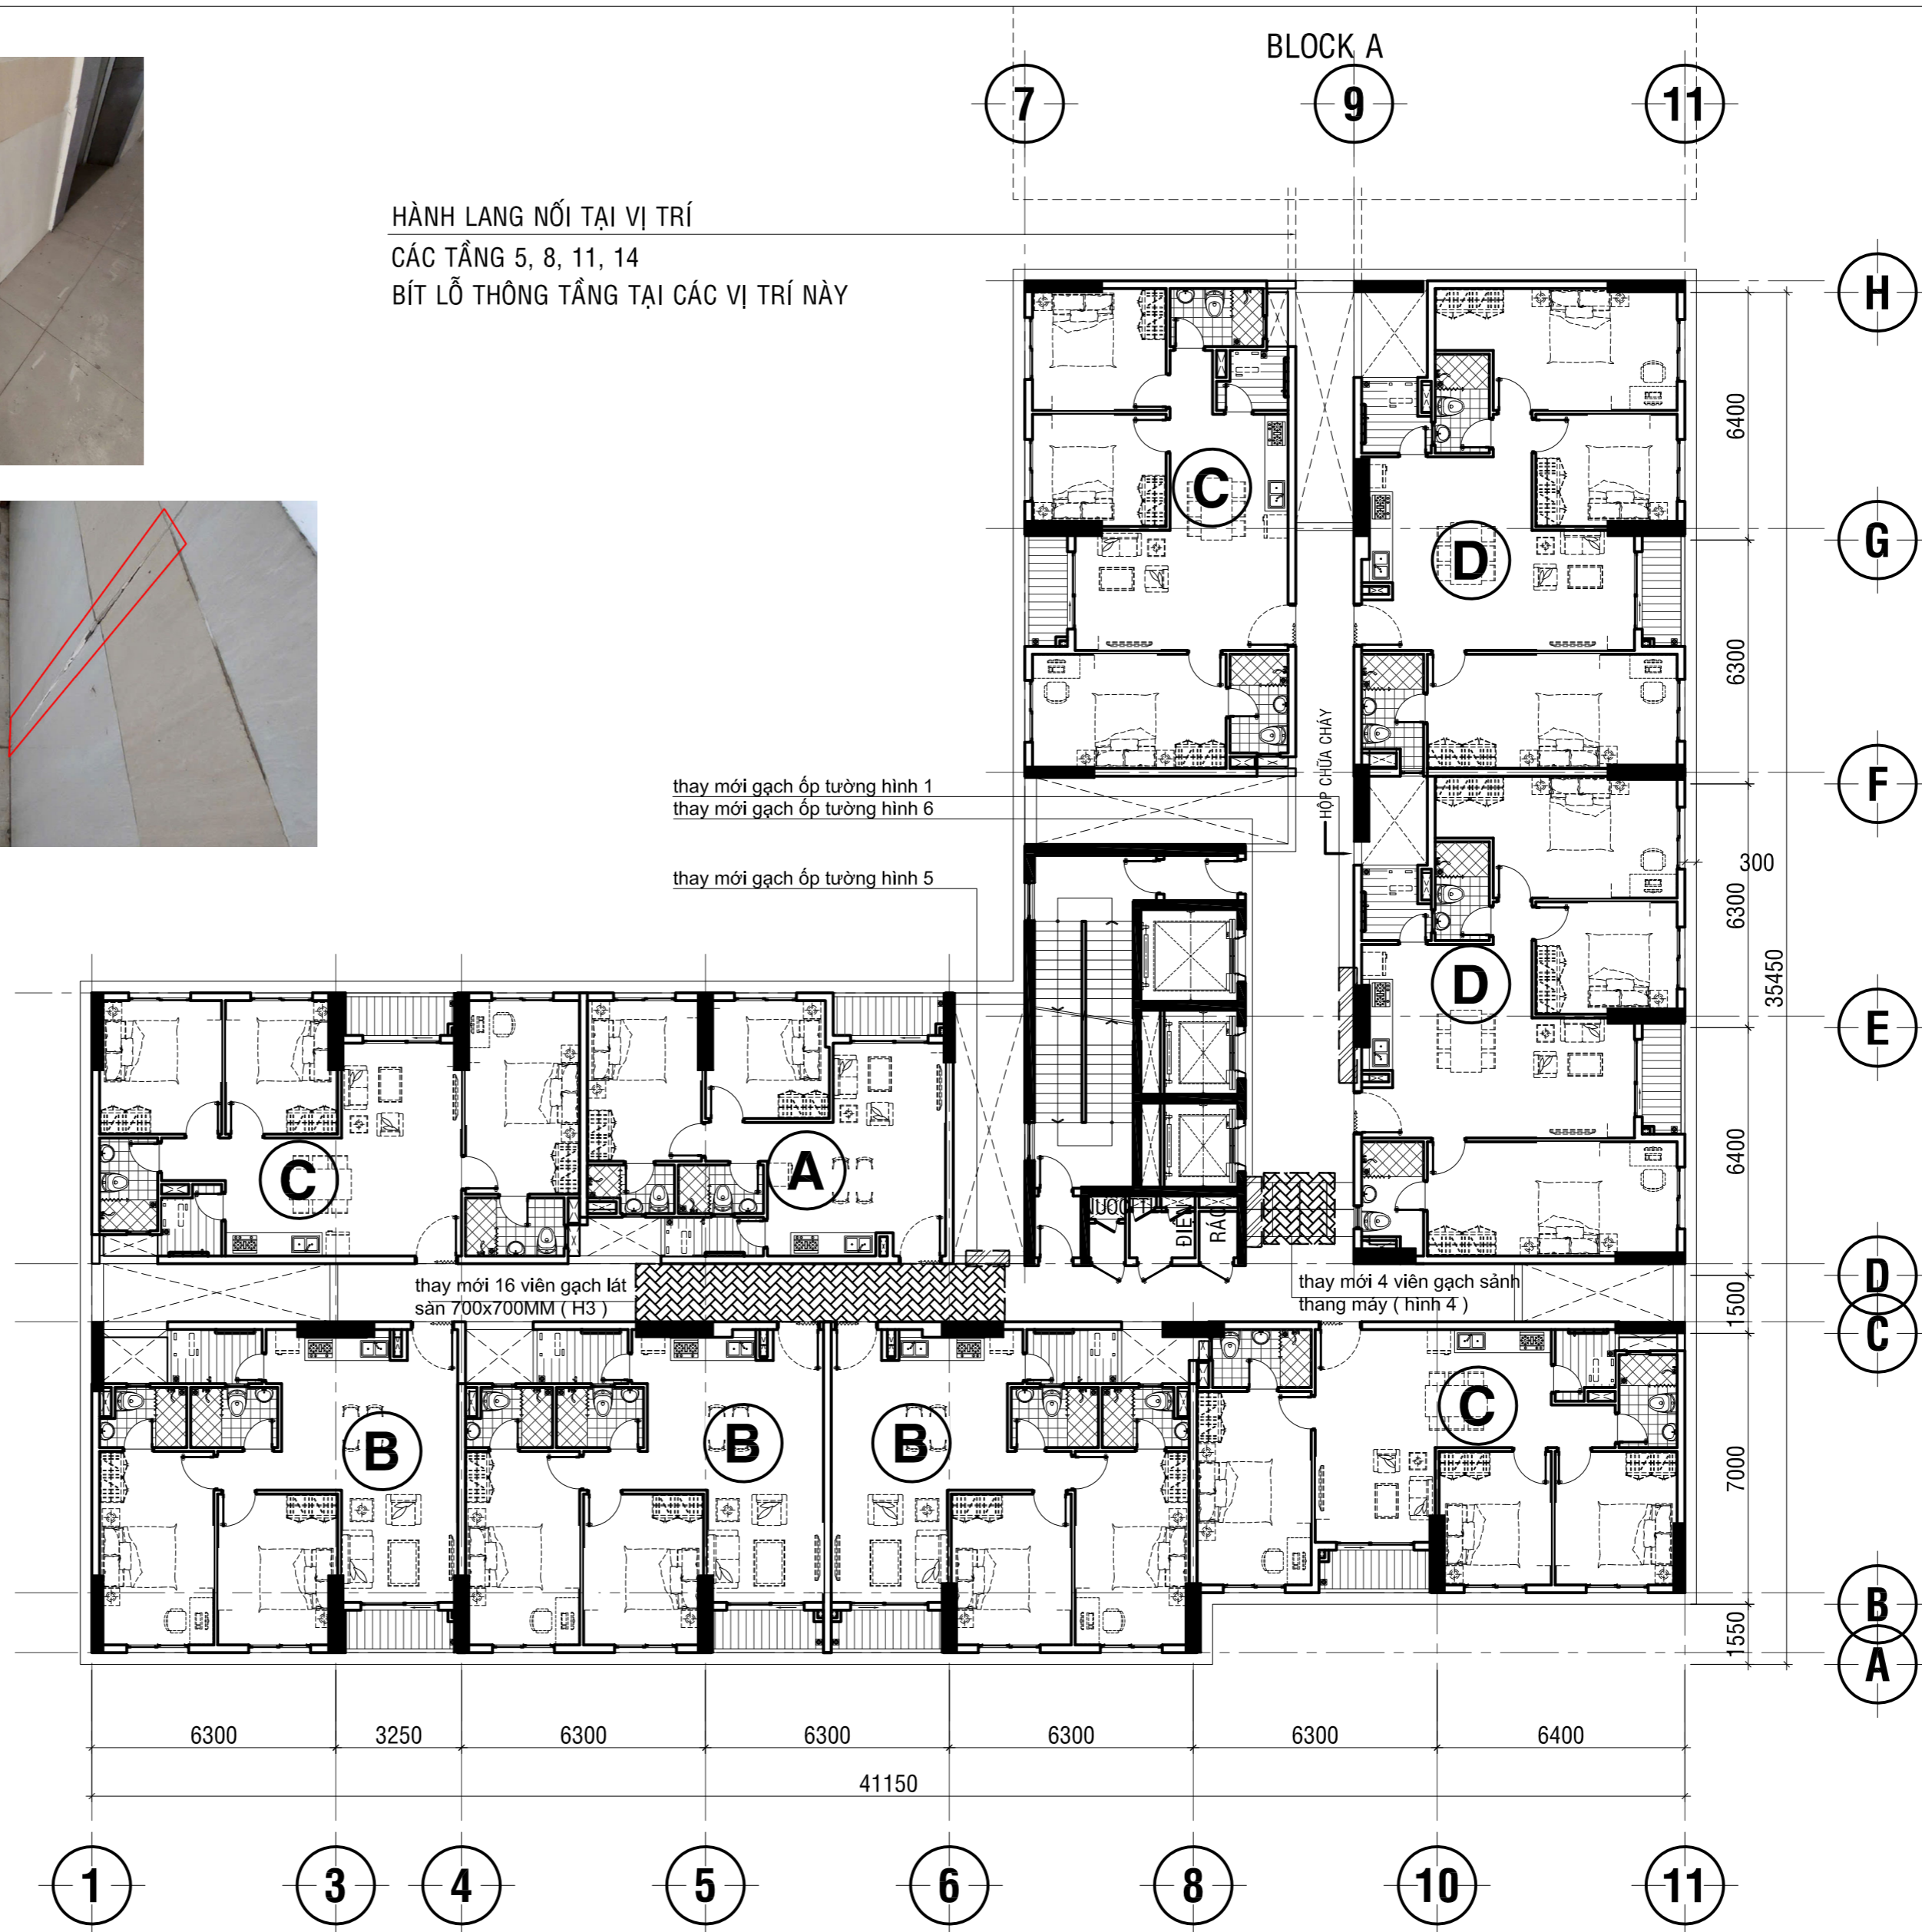 BLOCK A
7
9
11
HÀNH LANG NỐI TẠI VỊ TRÍ
CÁC TẦNG 5, 8, 11, 14
BÍT LỖ THÔNG TẦNG TẠI CÁC VỊ TRÍ NÀY
H
6400
C
G
D
6300
HỘP CHỮA CHÁY
F
thay mới gạch ốp tường hình 1
thay mới gạch ốp tường hình 6
300
thay mới gạch ốp tường hình 5
6300
35450
D
E
C
A
6400
ĐIỆN
RÁC
thay mới 16 viên gạch lát
sàn 700x700MM ( H3 )
thay mới 4 viên gạch sảnh
thang máy ( hình 4 )
D
1500
C
B
B
B
C
7000
B
1550
A
6300
3250
6300
6300
6300
6300
6400
41150
1
3
4
5
6
8
10
11